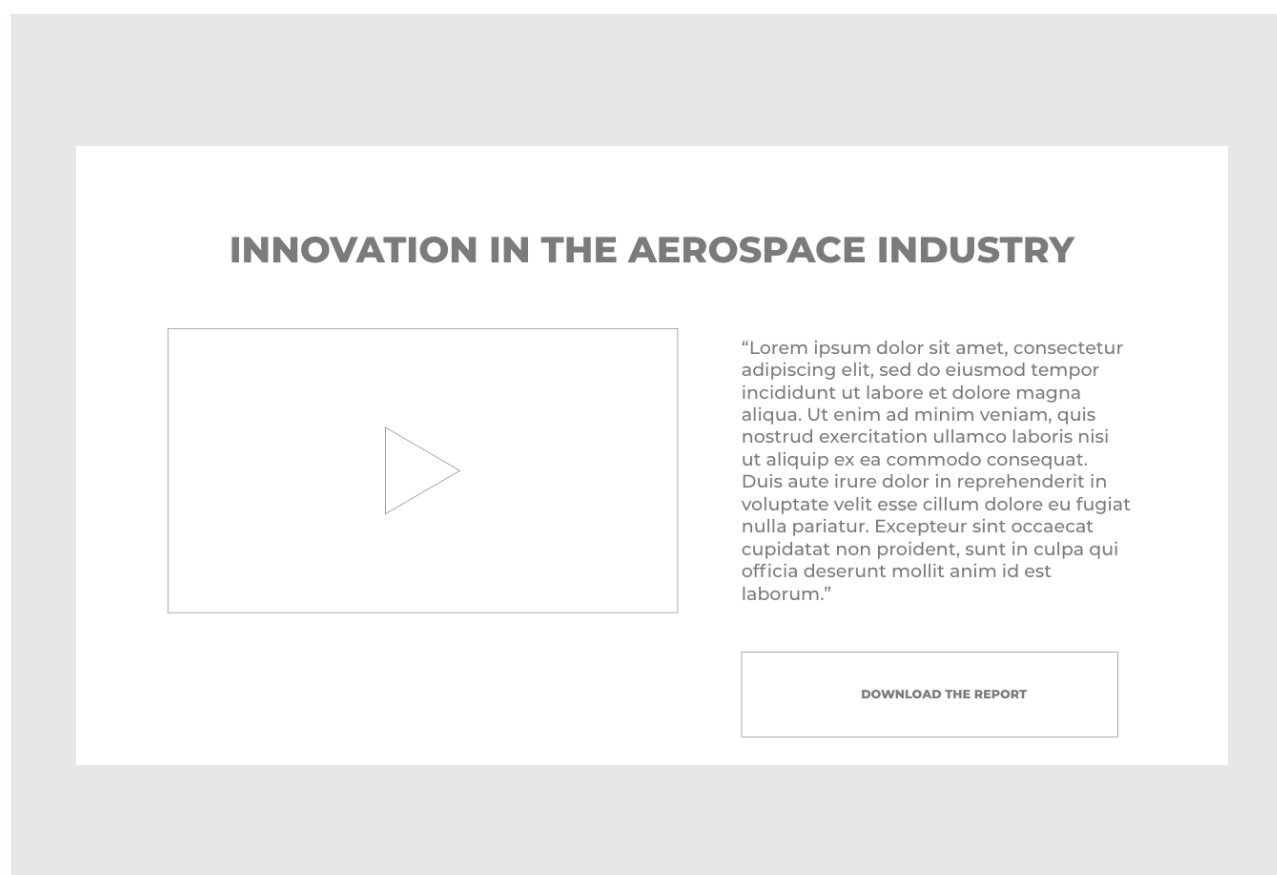 INNOVATION IN THE AEROSPACE INDUSTRY
“Lorem ipsum dolor sit amet, consectetur
adipiscing elit, sed do eiusmod tempor
incididunt ut labore et dolore magna
aliqua. Ut enim ad minim veniam, quis
nostrud exercitation ullamco laboris nisi
ut aliquip ex ea commodo consequat.
Duis aute irure dolor in reprehenderit in
voluptate velit esse cillum dolore eu fugiat
nulla pariatur. Excepteur sint occaecat
cupidatat non proident, sunt in culpa qui
officia deserunt mollit anim id est
laborum.”
DOWNLOAD THE REPORT